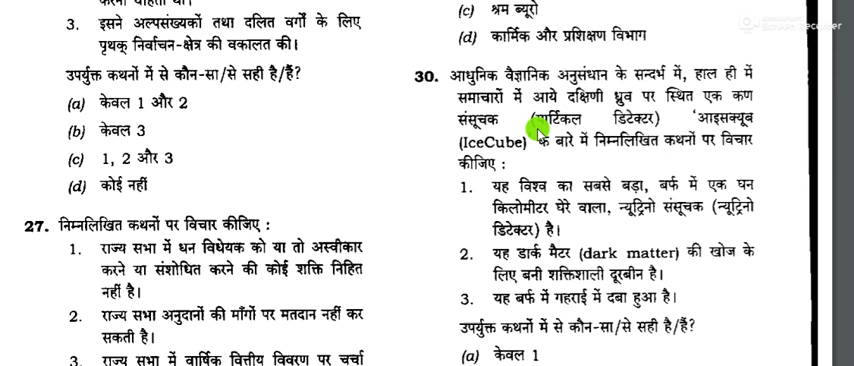 3. इसने अल्पसंख्यकों तथा दलित वर्गों के लिए
पृथक् निर्वाचन-क्षेत्र की वकालत की।
उपर्युक्त कथनों में से कौन-सा/से सही है/हैं?
(a) केवल 1 और 2
(b) केवल 3
(c) 1, 2 और 3
(d) कोई नहीं
27. निम्नलिखित कथनों पर विचार कीजिए :
1. राज्य सभा में धन विधेयक को या तो अस्वीकार
करने या संशोधित करने की कोई शक्ति निहित
नहीं है।
2. राज्य सभा अनुदानों की माँगों पर मतदान नहीं कर
सकती है।
3. राज्य सभा में वार्षिक वित्तीय विवरण पर चर्चा
(c) श्रम ब्यूरो
(d) कार्मिक और प्रशिक्षण विभाग
30. आधुनिक वैज्ञानिक अनुसंधान के सन्दर्भ में, हाल ही में
समाचारों में आये दक्षिणी ध्रुव पर स्थित एक कण
संसूचक डिटेक्टर) 'आइसक्यूब
(IceCube) के बारे में निम्नलिखित कथनों पर विचार
कीजिए :
1. यह विश्व का सबसे बड़ा, बर्फ में एक घन
किलोमीटर घेरे वाला, न्यूट्रिनो संसूचक (न्यूट्रिनो
डिटेक्टर) है।
2. यह डार्क मैटर (dark matter) की खोज के
लिए बनी शक्तिशाली दूरबीन है।
3. यह बर्फ में गहराई में दबा हुआ है।
उपर्युक्त कथनों में से कौन-सा/से सही है/हैं?
(a) केवल 1